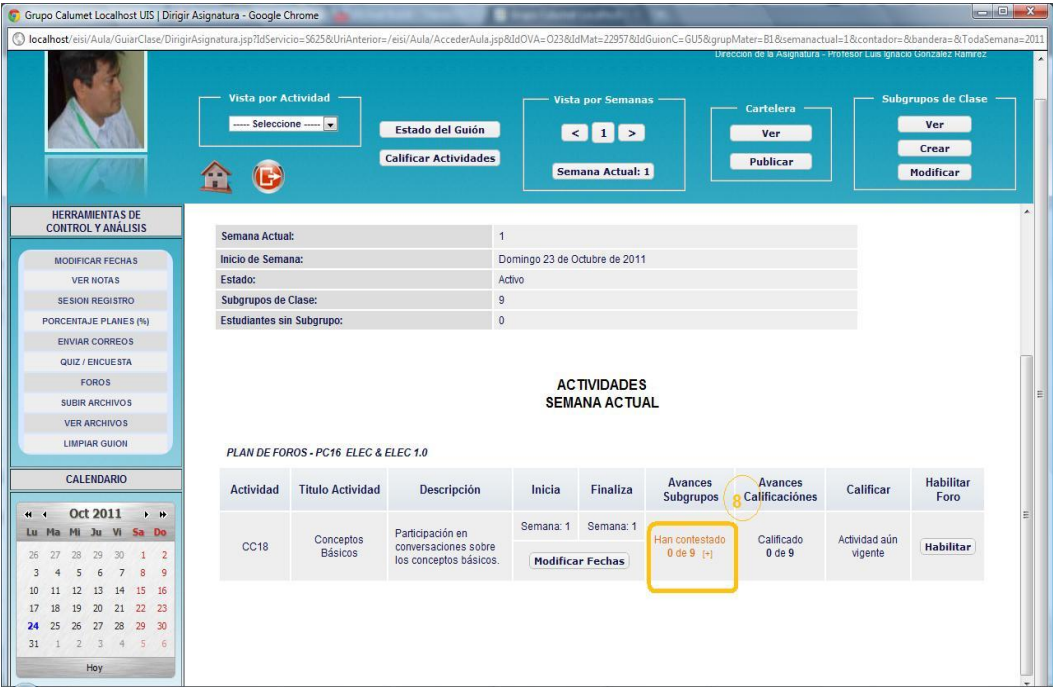 Grupo Calumet Localhost UIS | Dirigir Asignatura - Google Chrome
localhost/eisi/Aula/GuiarClase/DirigirAsignatura.jsp?IdServicio=S625&UriAnterior=/eisi/Aula/AccederAula.jsp&IdOVA=O23&IdMat=22957&IdGuionC=GU5&grupMater=B1&semanactual=1&contador=&bandera=&TodaSemana=2011
Dirección de la Asignatura - Profesor Luis Ignacio González Ramírez
Vista por Actividad
----- Seleccione -----
Estado del Guión
Calificar Actividades
Vista por Semanas
< 1 >
Semana Actual: 1
Cartelera
Ver
Publicar
Subgrupos de Clase
Ver
Crear
Modificar
HERRAMIENTAS DE
CONTROL Y ANÁLISIS
MODIFICAR FECHAS
VER NOTAS
SESION REGISTRO
PORCENTAJE PLANES (%)
ENVIAR CORREOS
QUIZ / ENCUESTA
FOROS
SUBIR ARCHIVOS
VER ARCHIVOS
LIMPIAR GUION
CALENDARIO
Oct 2011
Lu Ma Mi Ju Vi Sa Do
26 27 28 29 30 1 2
3 4 5 6 7 8 9
10 11 12 13 14 15 16
17 18 19 20 21 22 23
24 25 26 27 28 29 30
31 1 2 3 4 5 6
Hoy
Semana Actual: 1
Inicio de Semana: Domingo 23 de Octubre de 2011
Estado: Activo
Subgrupos de Clase: 9
Estudiantes sin Subgrupo: 0
ACTIVIDADES
SEMANA ACTUAL
PLAN DE FOROS - PC16 ELEC & ELEC 1.0
Actividad Titulo Actividad Descripción Inicia Finaliza Avances Subgrupos 8 Avances Calificaciónes Calificar Habilitar Foro
CC18
Conceptos
Básicos
Participación en
conversaciones sobre
los conceptos básicos.
Semana: 1 Semana: 1
Modificar Fechas
Han contestado
0 de 9 [+]
Calificado
0 de 9
Actividad aún
vigente
Habilitar